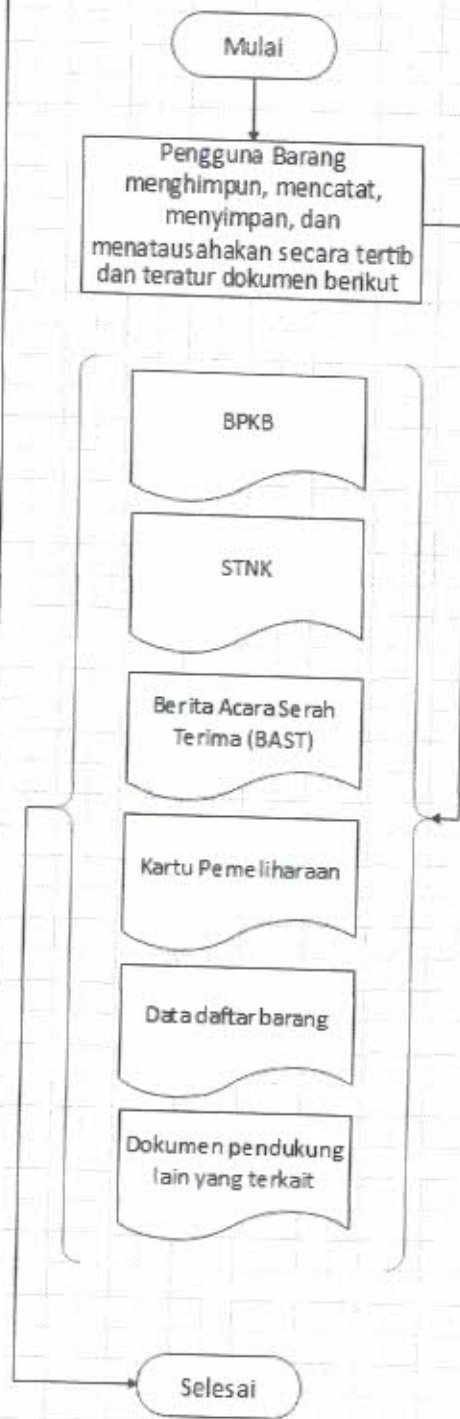 Mulai
Pengguna Barang
menghimpun, mencatat,
menyimpan, dan
menatausahakan secara tertib
dan teratur dokumen berikut
BPKB
STNK
Berita Acara Serah
Terima (BAST)
Kartu Pemeliharaan
Data daftar barang
Dokumen pendukung
lain yang terkait
Selesai